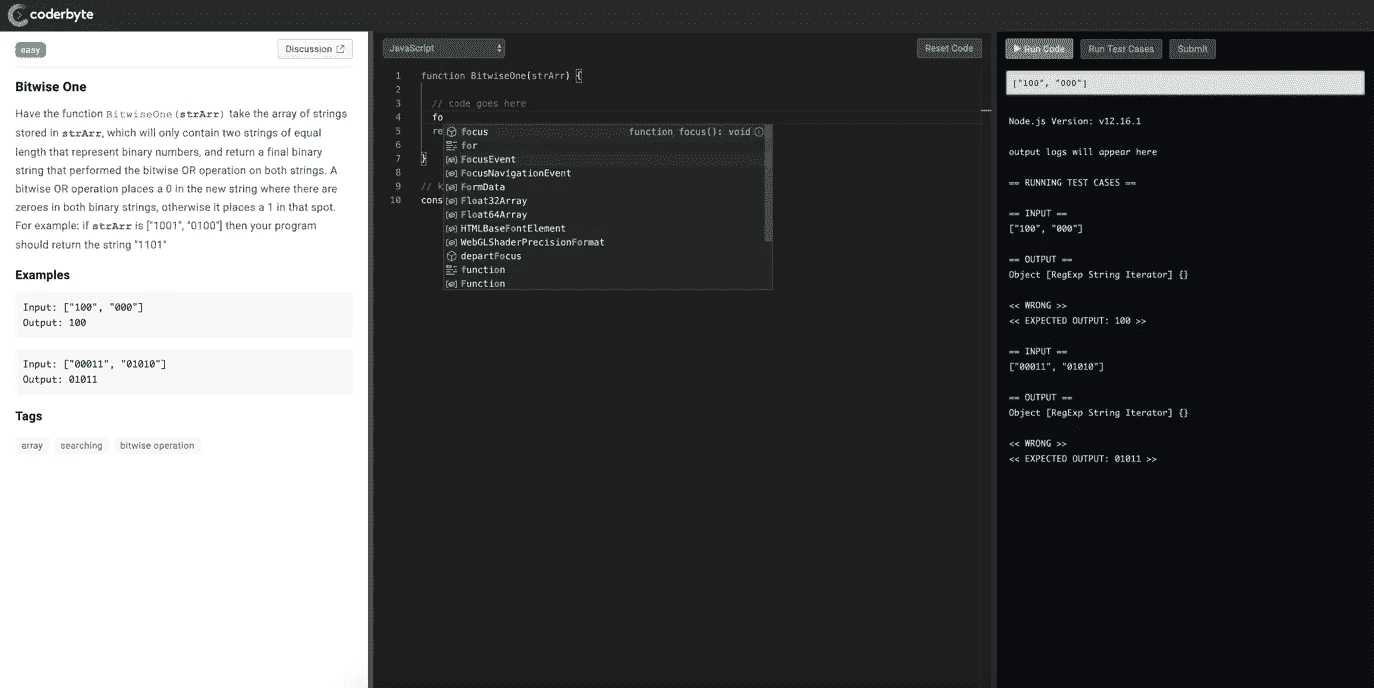 coderbyte
easy
Discussion
Bitwise One
Have the function BitwiseOne(strArr) take the array of strings
stored in strArr, which will only contain two strings of equal
length that represent binary numbers, and return a final binary
string that performed the bitwise OR operation on both strings. A
bitwise OR operation places a 0 in the new string where there are
zeroes in both binary strings, otherwise it places a 1 in that spot.
For example: if strArr is ["1001", "0100"] then your program
should return the string "1101"
Examples
Input: ["100", "000"]
Output: 100
Input: ["00011", "01010"]
Output: 01011
Tags
array searching bitwise operation
JavaScript
Reset Code
1 function BitwiseOne(strArr) {
2
3 // code goes here
4 fo
5 re
6
7 }
8
9 // k
10 cons
focus function focus(): void
for
FocusEvent
FocusNavigationEvent
FormData
Float32Array
Float64Array
HTMLBaseFontElement
WebGLShaderPrecisionFormat
departFocus
function
Function
Run Code Run Test Cases Submit
["100", "000"]
Node.js Version: v12.16.1
output logs will appear here
== RUNNING TEST CASES ==
== INPUT ==
["100", "000"]
== OUTPUT ==
Object [RegExp String Iterator] {}
<< WRONG >>
<< EXPECTED OUTPUT: 100 >>
== INPUT ==
["00011", "01010"]
== OUTPUT ==
Object [RegExp String Iterator] {}
<< WRONG >>
<< EXPECTED OUTPUT: 01011 >>